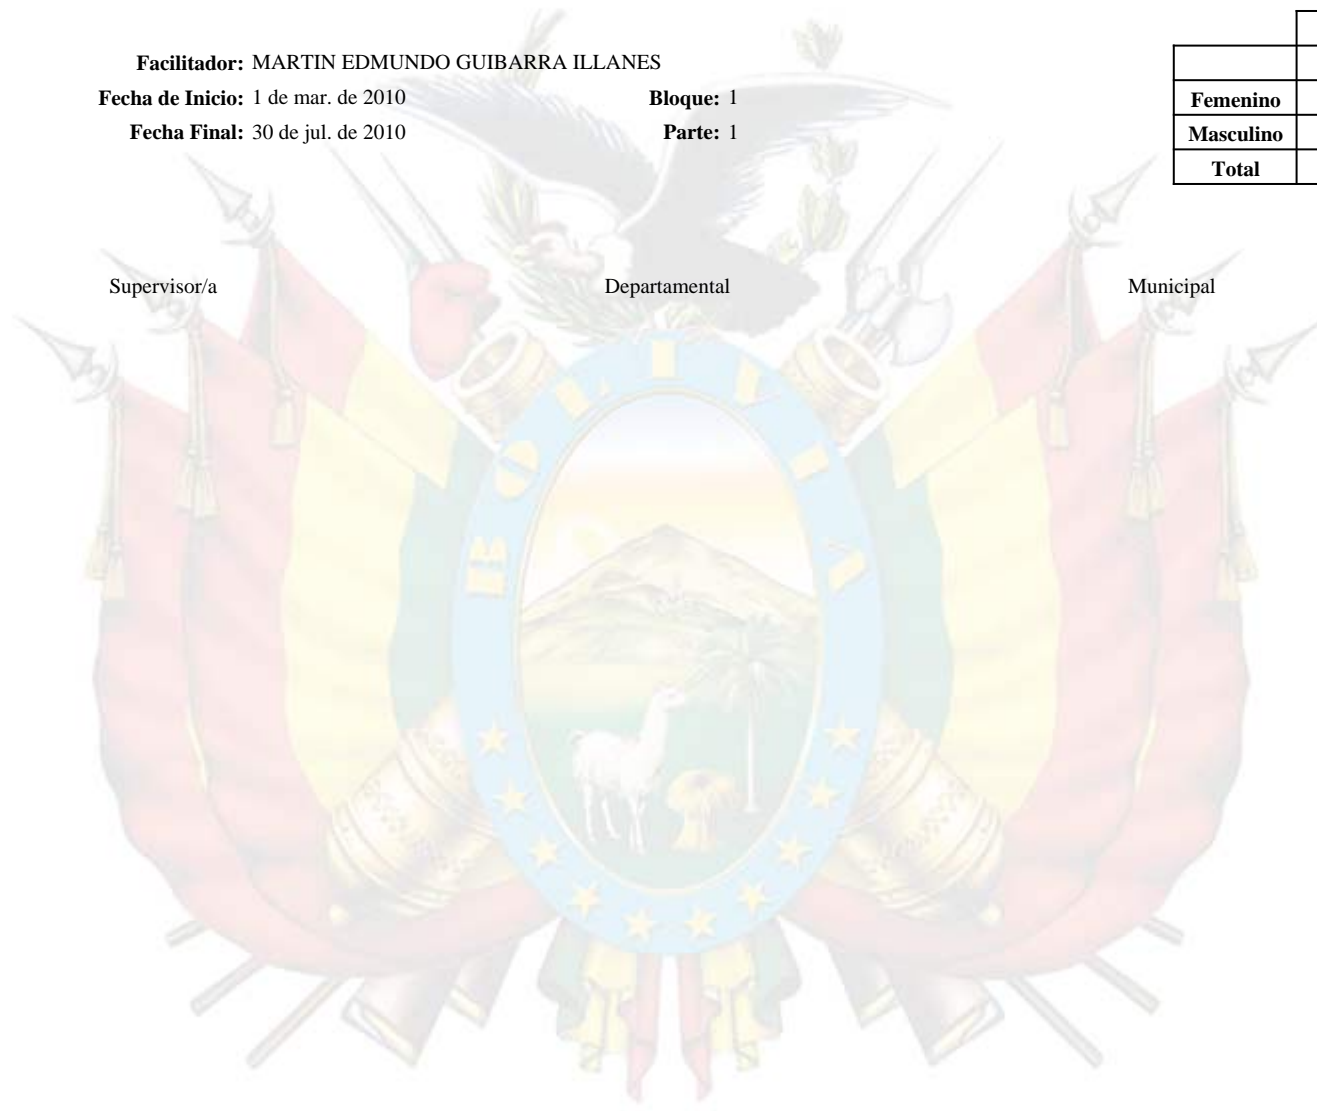 Facilitador: MARTIN EDMUNDO GUIBARRA ILLANES
Fecha de Inicio: 1 de mar. de 2010 Bloque: 1
Fecha Final: 30 de jul. de 2010 Parte: 1
Femenino
Masculino
Total
Supervisor/a Departamental Municipal
BOLIVIA